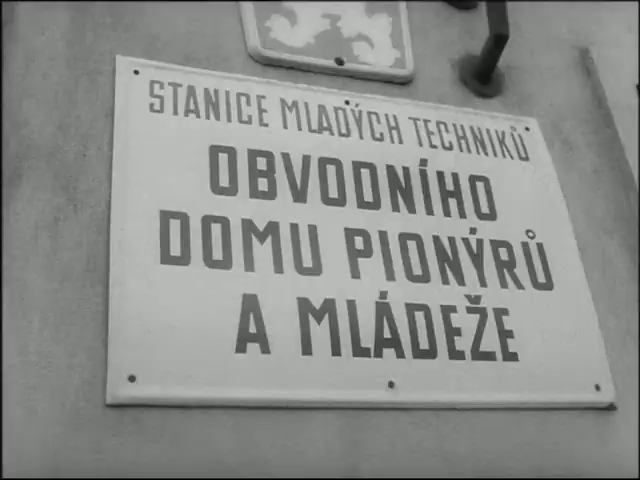 STANICE MLADÝCH TECHNIKŮ
OBVODNÍHO
DOMU PIONÝRŮ
A MLÁDEŽE